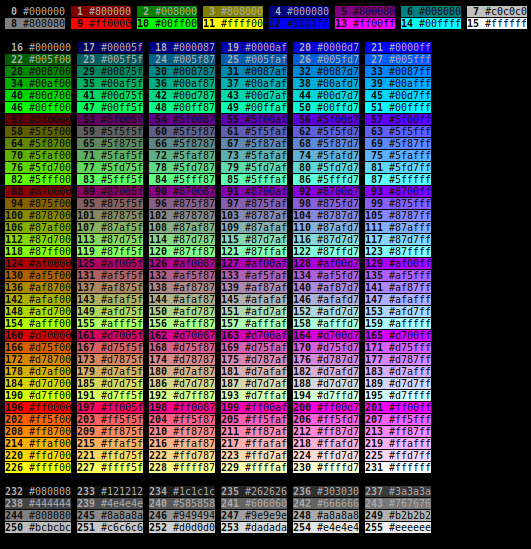 0 #000000 1 #800000 2 #008000 3 #808000 4 #000080 5 #800080 6 #008080 7 #c0c0c0
8 #808080 9 #ff0000 10 #00ff00 11 #ffff00 12 #0000ff 13 #ff00ff 14 #00ffff 15 #ffffff
16 #000000 17 #00005f 18 #000087 19 #0000af 20 #0000d7 21 #0000ff
22 #005f00 23 #005f5f 24 #005f87 25 #005faf 26 #005fd7 27 #005fff
28 #008700 29 #00875f 30 #008787 31 #0087af 32 #0087d7 33 #0087ff
34 #00af00 35 #00af5f 36 #00af87 37 #00afaf 38 #00afd7 39 #00afff
40 #00d700 41 #00d75f 42 #00d787 43 #00d7af 44 #00d7d7 45 #00d7ff
46 #00ff00 47 #00ff5f 48 #00ff87 49 #00ffaf 50 #00ffd7 51 #00ffff
52 #5f0000 53 #5f005f 54 #5f0087 55 #5f00af 56 #5f00d7 57 #5f00ff
58 #5f5f00 59 #5f5f5f 60 #5f5f87 61 #5f5faf 62 #5f5fd7 63 #5f5fff
64 #5f8700 65 #5f875f 66 #5f8787 67 #5f87af 68 #5f87d7 69 #5f87ff
70 #5faf00 71 #5faf5f 72 #5faf87 73 #5fafaf 74 #5fafd7 75 #5fafff
76 #5fd700 77 #5fd75f 78 #5fd787 79 #5fd7af 80 #5fd7d7 81 #5fd7ff
82 #5fff00 83 #5fff5f 84 #5fff87 85 #5fffaf 86 #5fffd7 87 #5fffff
88 #870000 89 #87005f 90 #870087 91 #8700af 92 #8700d7 93 #8700ff
94 #875f00 95 #875f5f 96 #875f87 97 #875faf 98 #875fd7 99 #875fff
100 #878700 101 #87875f 102 #878787 103 #8787af 104 #8787d7 105 #8787ff
106 #87af00 107 #87af5f 108 #87af87 109 #87afaf 110 #87afd7 111 #87afff
112 #87d700 113 #87d75f 114 #87d787 115 #87d7af 116 #87d7d7 117 #87d7ff
118 #87ff00 119 #87ff5f 120 #87ff87 121 #87ffaf 122 #87ffd7 123 #87ffff
124 #af0000 125 #af005f 126 #af0087 127 #af00af 128 #af00d7 129 #af00ff
130 #af5f00 131 #af5f5f 132 #af5f87 133 #af5faf 134 #af5fd7 135 #af5fff
136 #af8700 137 #af875f 138 #af8787 139 #af87af 140 #af87d7 141 #af87ff
142 #afaf00 143 #afaf5f 144 #afaf87 145 #afafaf 146 #afafd7 147 #afafff
148 #afd700 149 #afd75f 150 #afd787 151 #afd7af 152 #afd7d7 153 #afd7ff
154 #afff00 155 #afff5f 156 #afff87 157 #afffaf 158 #afffd7 159 #afffff
160 #d70000 161 #d7005f 162 #d70087 163 #d700af 164 #d700d7 165 #d700ff
166 #d75f00 167 #d75f5f 168 #d75f87 169 #d75faf 170 #d75fd7 171 #d75fff
172 #d78700 173 #d7875f 174 #d78787 175 #d787af 176 #d787d7 177 #d787ff
178 #d7af00 179 #d7af5f 180 #d7af87 181 #d7afaf 182 #d7afd7 183 #d7afff
184 #d7d700 185 #d7d75f 186 #d7d787 187 #d7d7af 188 #d7d7d7 189 #d7d7ff
190 #d7ff00 191 #d7ff5f 192 #d7ff87 193 #d7ffaf 194 #d7ffd7 195 #d7ffff
196 #ff0000 197 #ff005f 198 #ff0087 199 #ff00af 200 #ff00d7 201 #ff00ff
202 #ff5f00 203 #ff5f5f 204 #ff5f87 205 #ff5faf 206 #ff5fd7 207 #ff5fff
208 #ff8700 209 #ff875f 210 #ff8787 211 #ff87af 212 #ff87d7 213 #ff87ff
214 #ffaf00 215 #ffaf5f 216 #ffaf87 217 #ffafaf 218 #ffafd7 219 #ffafff
220 #ffd700 221 #ffd75f 222 #ffd787 223 #ffd7af 224 #ffd7d7 225 #ffd7ff
226 #ffff00 227 #ffff5f 228 #ffff87 229 #ffffaf 230 #ffffd7 231 #ffffff
232 #080808 233 #121212 234 #1c1c1c 235 #262626 236 #303030 237 #3a3a3a
238 #444444 239 #4e4e4e 240 #585858 241 #606060 242 #666666 243 #767676
244 #808080 245 #8a8a8a 246 #949494 247 #9e9e9e 248 #a8a8a8 249 #b2b2b2
250 #bcbcbc 251 #c6c6c6 252 #d0d0d0 253 #dadada 254 #e4e4e4 255 #eeeeee